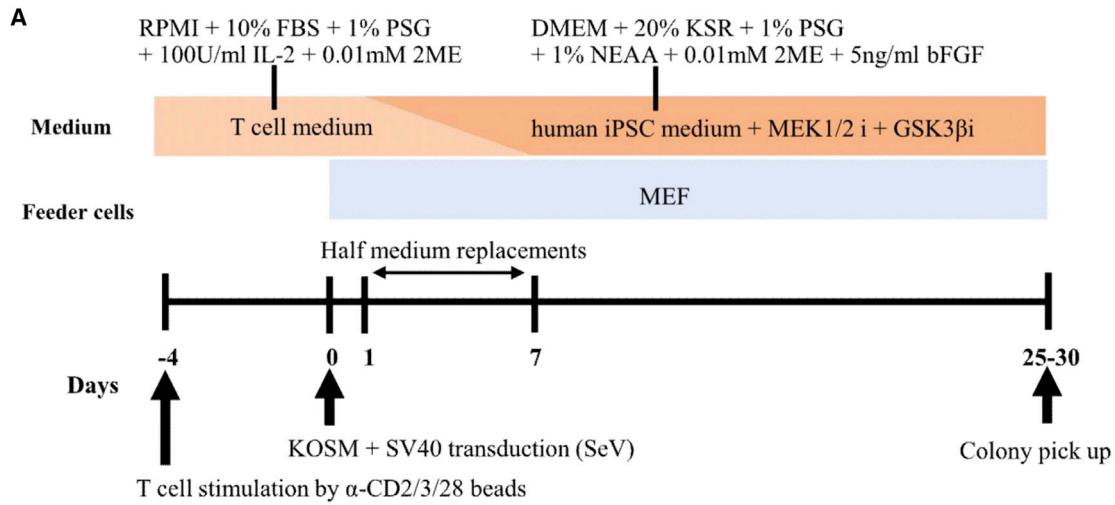 A
RPMI + 10% FBS + 1% PSG
+ 100U/ml IL-2 + 0.01mM 2ME
DMEM + 20% KSR + 1% PSG
+ 1% NEAA + 0.01mM 2ME + 5ng/ml bFGF
Medium
T cell medium
human iPSC medium + MEK1/2 i + GSK3βi
Feeder cells
MEF
Half medium replacements
-4
0
1
7
25-30
Days
KOSM + SV40 transduction (SeV)
Colony pick up
T cell stimulation by α-CD2/3/28 beads